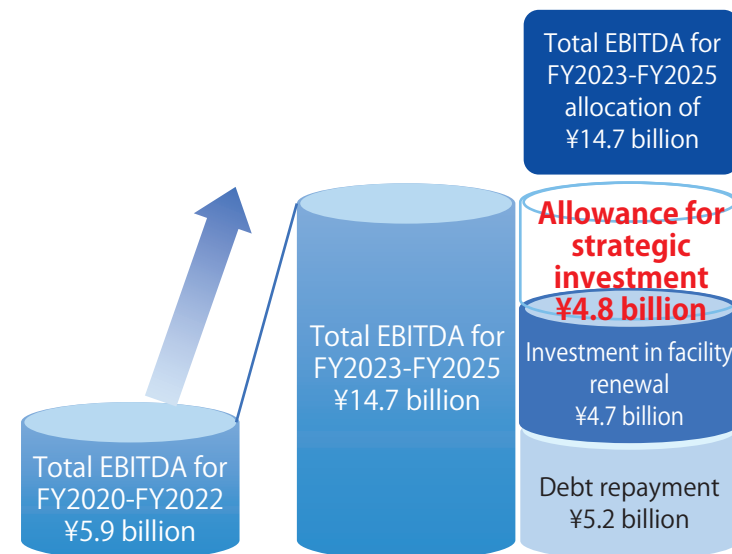 Total EBITDA for
FY2023-FY2025
allocation of
¥14.7 billion
Allowance for
strategic
investment
¥4.8 billion
Total EBITDA for
FY2023-FY2025
¥14.7 billion
Investment in facility
renewal
¥4.7 billion
Total EBITDA for
FY2020-FY2022
¥5.9 billion
Debt repayment
¥5.2 billion